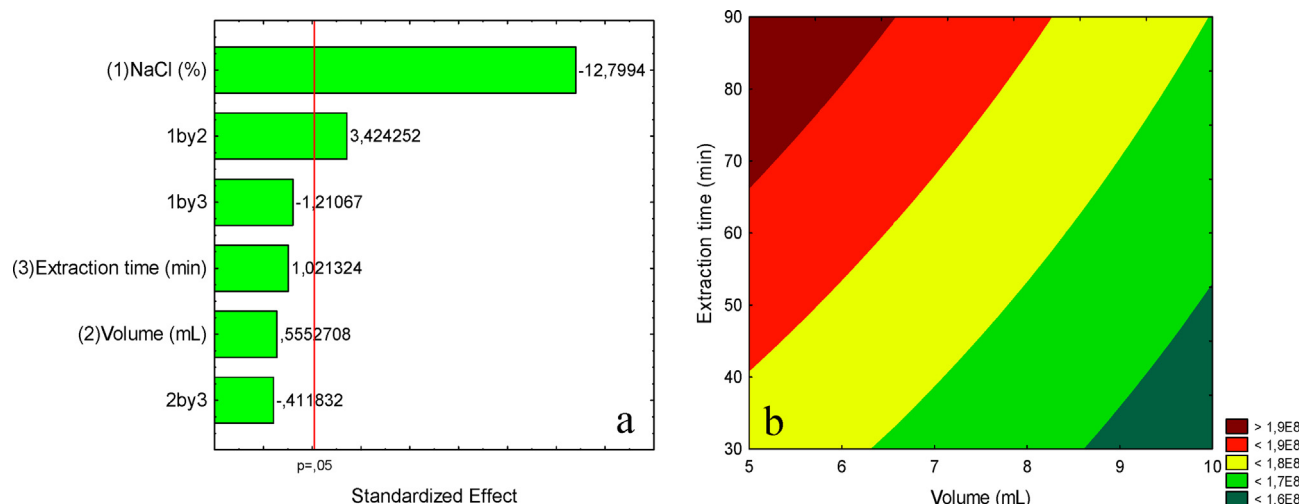 (1)NaCl (%)
-12,7994
1by2
3,424252
1by3
-1,21067
(3)Extraction time (min)
1,021324
(2)Volume (mL)
,5552708
2by3
-,411832
a
p=,05
Standardized Effect
Extraction time (min)
90
80
70
60
50
40
30
b
5
6
7
8
9
10
Volume (mL)
> 1,9E8
< 1,9E8
< 1,8E8
< 1,7E8
< 1,6E8